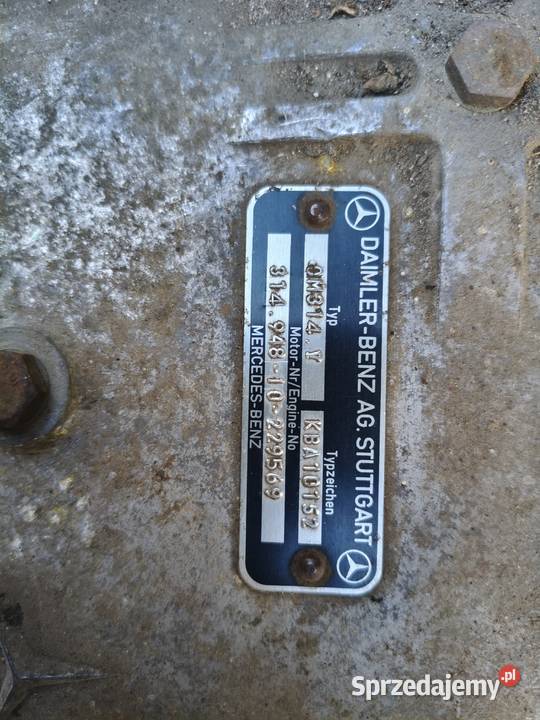 DAIMLER-BENZ AG. STUTTGART
Typ Typzeichen
OM314.Y KBA10152
Motor-Nr/Engine-No
314.948-10-229569
MERCEDES-BENZ
Sprzedajemy.pl